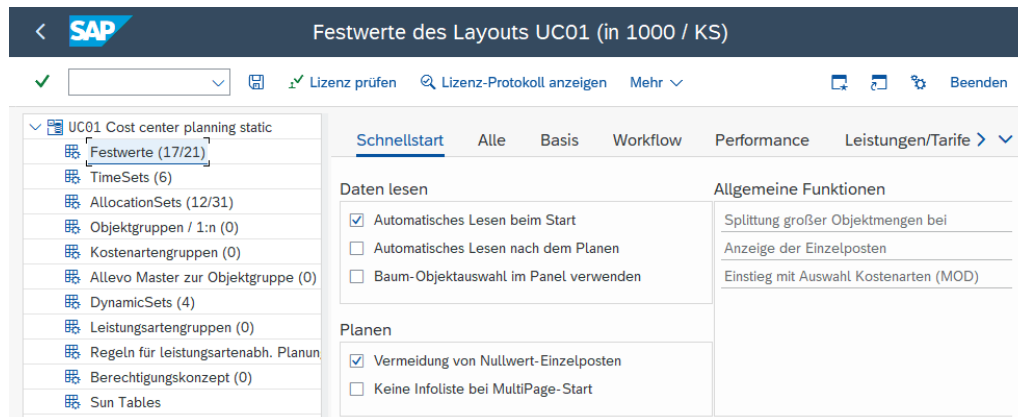 SAP Festwerte des Layouts UC01 (in 1000 / KS)
Lizenz prüfen Lizenz-Protokoll anzeigen Mehr Beenden
UC01 Cost center planning static
Festwerte (17/21)
TimeSets (6)
AllocationSets (12/31)
Objektgruppen / 1:n (0)
Kostenartengruppen (0)
Allevo Master zur Objektgruppe (0)
DynamicSets (4)
Leistungsartengruppen (0)
Regeln für leistungsartenabh. Planun
Berechtigungskonzept (0)
Sun Tables
Schnellstart Alle Basis Workflow Performance Leistungen/Tarife
Daten lesen
Automatisches Lesen beim Start
Automatisches Lesen nach dem Planen
Baum-Objektauswahl im Panel verwenden
Planen
Vermeidung von Nullwert-Einzelposten
Keine Infoliste bei MultiPage-Start
Allgemeine Funktionen
Splittung großer Objektmengen bei
Anzeige der Einzelposten
Einstieg mit Auswahl Kostenarten (MOD)